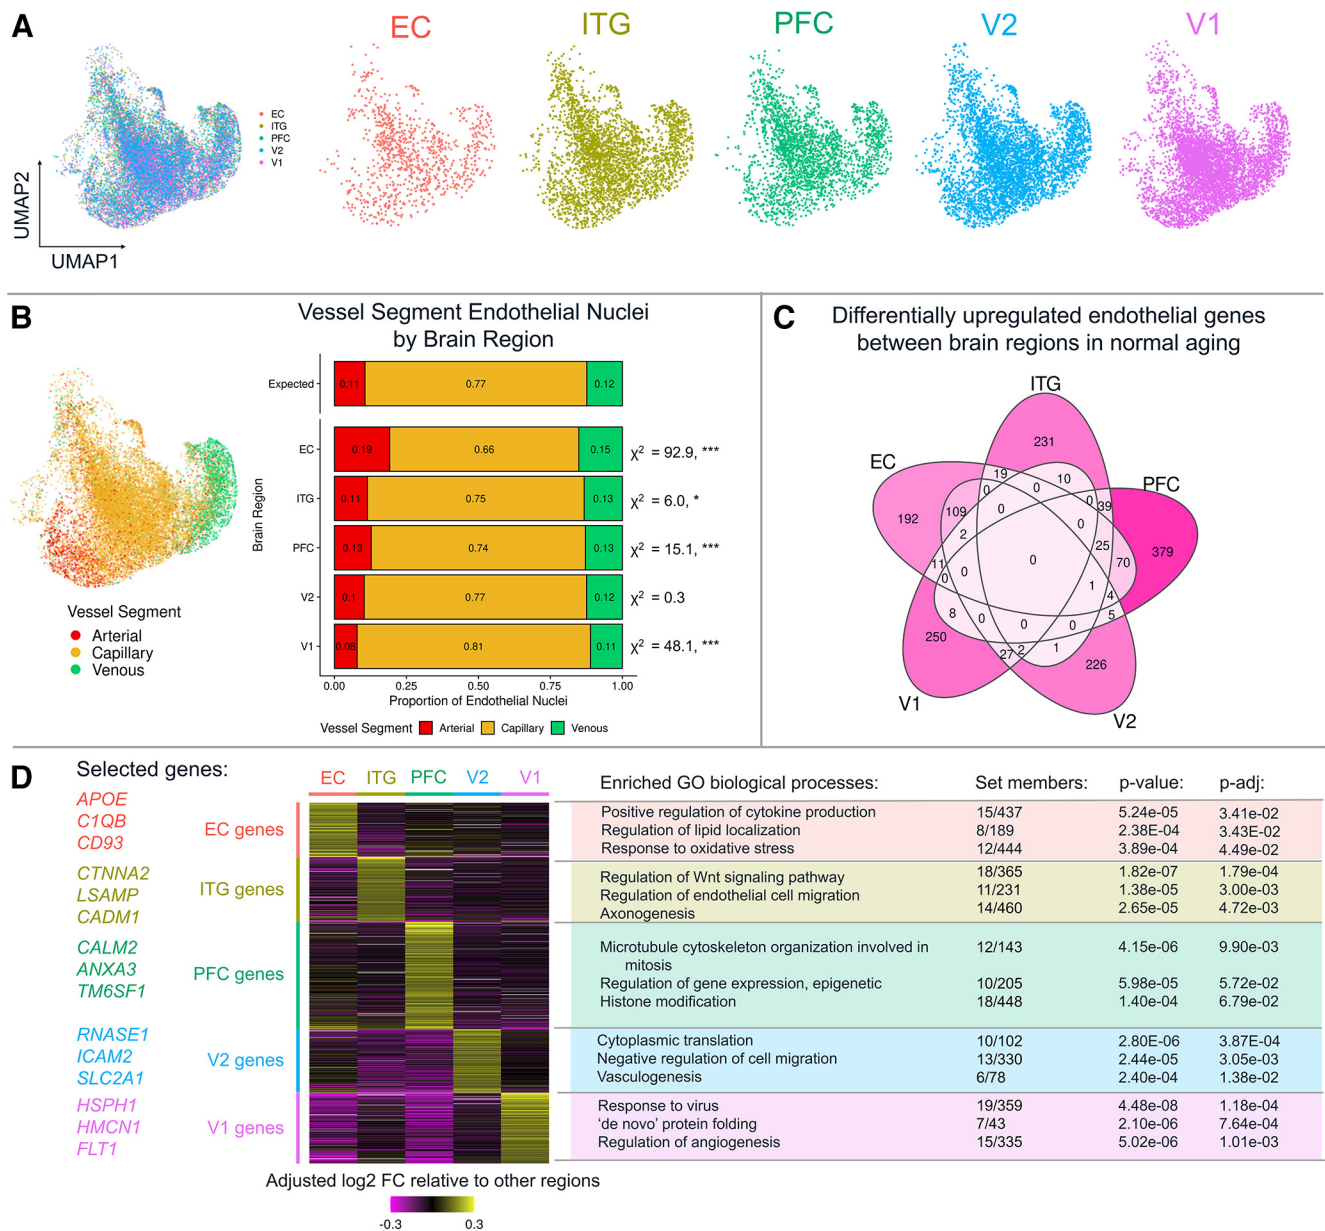 A
EC
ITG
PFC
V2
V1
EC
ITG
PFC
V2
V1
UMAP2
UMAP1
B
Vessel Segment Endothelial Nuclei
by Brain Region
Vessel Segment
Arterial
Capillary
Venous
Brain Region
Expected
0.11 0.77 0.12
EC 0.19 0.66 0.15 χ² = 92.9, ***
ITG 0.11 0.75 0.13 χ² = 6.0, *
PFC 0.13 0.74 0.13 χ² = 15.1, ***
V2 0.1 0.77 0.12 χ² = 0.3
V1 0.08 0.81 0.11 χ² = 48.1, ***
0.00 0.25 0.50 0.75 1.00
Proportion of Endothelial Nuclei
Vessel Segment Arterial Capillary Venous
C
Differentially upregulated endothelial genes
between brain regions in normal aging
ITG
EC
PFC
V1
V2
231
19 10
0 0 0 39
192 109 0 0 379
2 25
11 0 0 0 70
1 4
8 0 0 0 5
250 27 2 1 226
D
Selected genes:
EC ITG PFC V2 V1
Enriched GO biological processes: Set members: p-value: p-adj:
APOE
C1QB
CD93
EC genes
Positive regulation of cytokine production 15/437 5.24e-05 3.41e-02
Regulation of lipid localization 8/189 2.38E-04 3.43E-02
Response to oxidative stress 12/444 3.89e-04 4.49e-02
CTNNA2
LSAMP
CADM1
ITG genes
Regulation of Wnt signaling pathway 18/365 1.82e-07 1.79e-04
Regulation of endothelial cell migration 11/231 1.38e-05 3.00e-03
Axonogenesis 14/460 2.65e-05 4.72e-03
CALM2
ANXA3
TM6SF1
PFC genes
Microtubule cytoskeleton organization involved in 12/143 4.15e-06 9.90e-03
mitosis
Regulation of gene expression, epigenetic 10/205 5.98e-05 5.72e-02
Histone modification 18/448 1.40e-04 6.79e-02
RNASE1
ICAM2
SLC2A1
V2 genes
Cytoplasmic translation 10/102 2.80E-06 3.87E-04
Negative regulation of cell migration 13/330 2.44e-05 3.05e-03
Vasculogenesis 6/78 2.40e-04 1.38e-02
HSPH1
HMCN1
FLT1
V1 genes
Response to virus 19/359 4.48e-08 1.18e-04
‘de novo’ protein folding 7/43 2.10e-06 7.64e-04
Regulation of angiogenesis 15/335 5.02e-06 1.01e-03
Adjusted log2 FC relative to other regions
-0.3 0.3